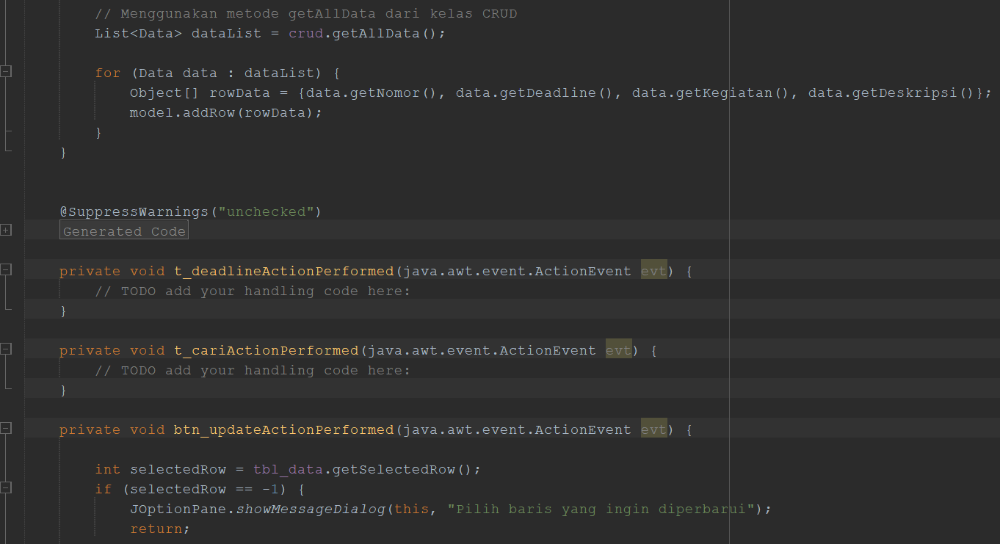 // Menggunakan metode getAllData dari kelas CRUD
List<Data> dataList = crud.getAllData();
for (Data data : dataList) {
Object[] rowData = {data.getNomor(), data.getDeadline(), data.getKegiatan(), data.getDeskripsi()};
model.addRow(rowData);
}
}
@SuppressWarnings("unchecked")
Generated Code
private void t_deadlineActionPerformed(java.awt.event.ActionEvent evt) {
// TODO add your handling code here:
}
private void t_cariActionPerformed(java.awt.event.ActionEvent evt) {
// TODO add your handling code here:
}
private void btn_updateActionPerformed(java.awt.event.ActionEvent evt) {
int selectedRow = tbl_data.getSelectedRow();
if (selectedRow == -1) {
JOptionPane.showMessageDialog(this, "Pilih baris yang ingin diperbarui");
return;